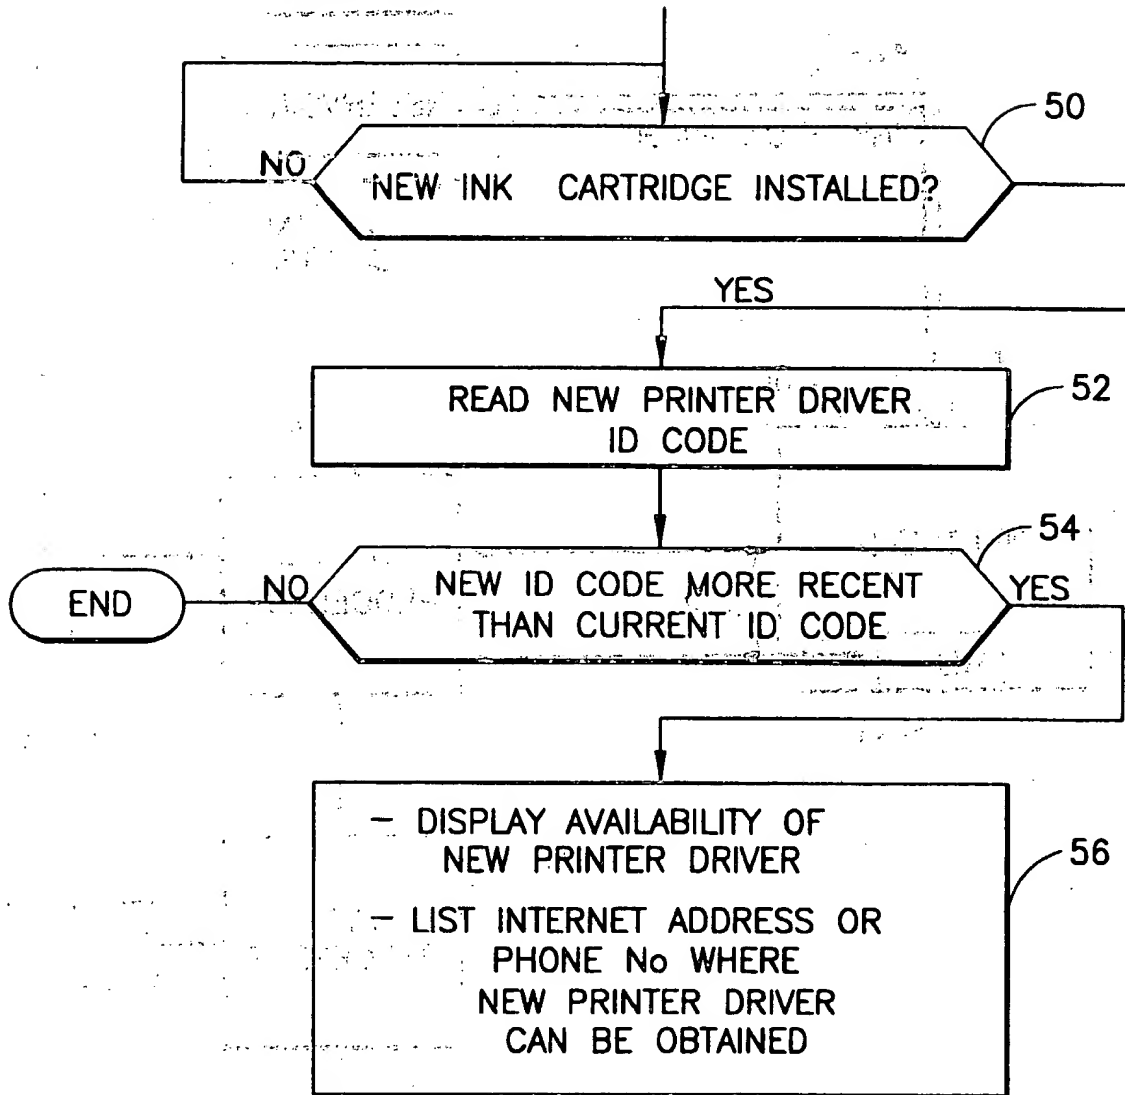 50
NO
NEW INK CARTRIDGE INSTALLED?
YES
READ NEW PRINTER DRIVER
ID CODE
52
54
END
NO
NEW ID CODE MORE RECENT
THAN CURRENT ID CODE
YES
- DISPLAY AVAILABILITY OF
NEW PRINTER DRIVER
56
- LIST INTERNET ADDRESS OR
PHONE No WHERE
NEW PRINTER DRIVER
CAN BE OBTAINED